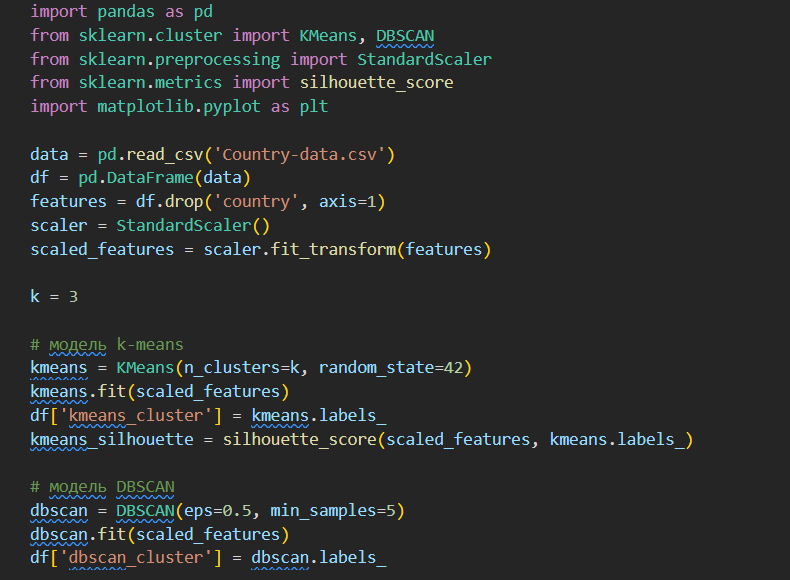 import pandas as pd
from sklearn.cluster import KMeans, DBSCAN
from sklearn.preprocessing import StandardScaler
from sklearn.metrics import silhouette_score
import matplotlib.pyplot as plt

data = pd.read_csv('Country-data.csv')
df = pd.DataFrame(data)
features = df.drop('country', axis=1)
scaler = StandardScaler()
scaled_features = scaler.fit_transform(features)

k = 3

# модель k-means
kmeans = KMeans(n_clusters=k, random_state=42)
kmeans.fit(scaled_features)
df['kmeans_cluster'] = kmeans.labels_
kmeans_silhouette = silhouette_score(scaled_features, kmeans.labels_)

# модель DBSCAN
dbscan = DBSCAN(eps=0.5, min_samples=5)
dbscan.fit(scaled_features)
df['dbscan_cluster'] = dbscan.labels_